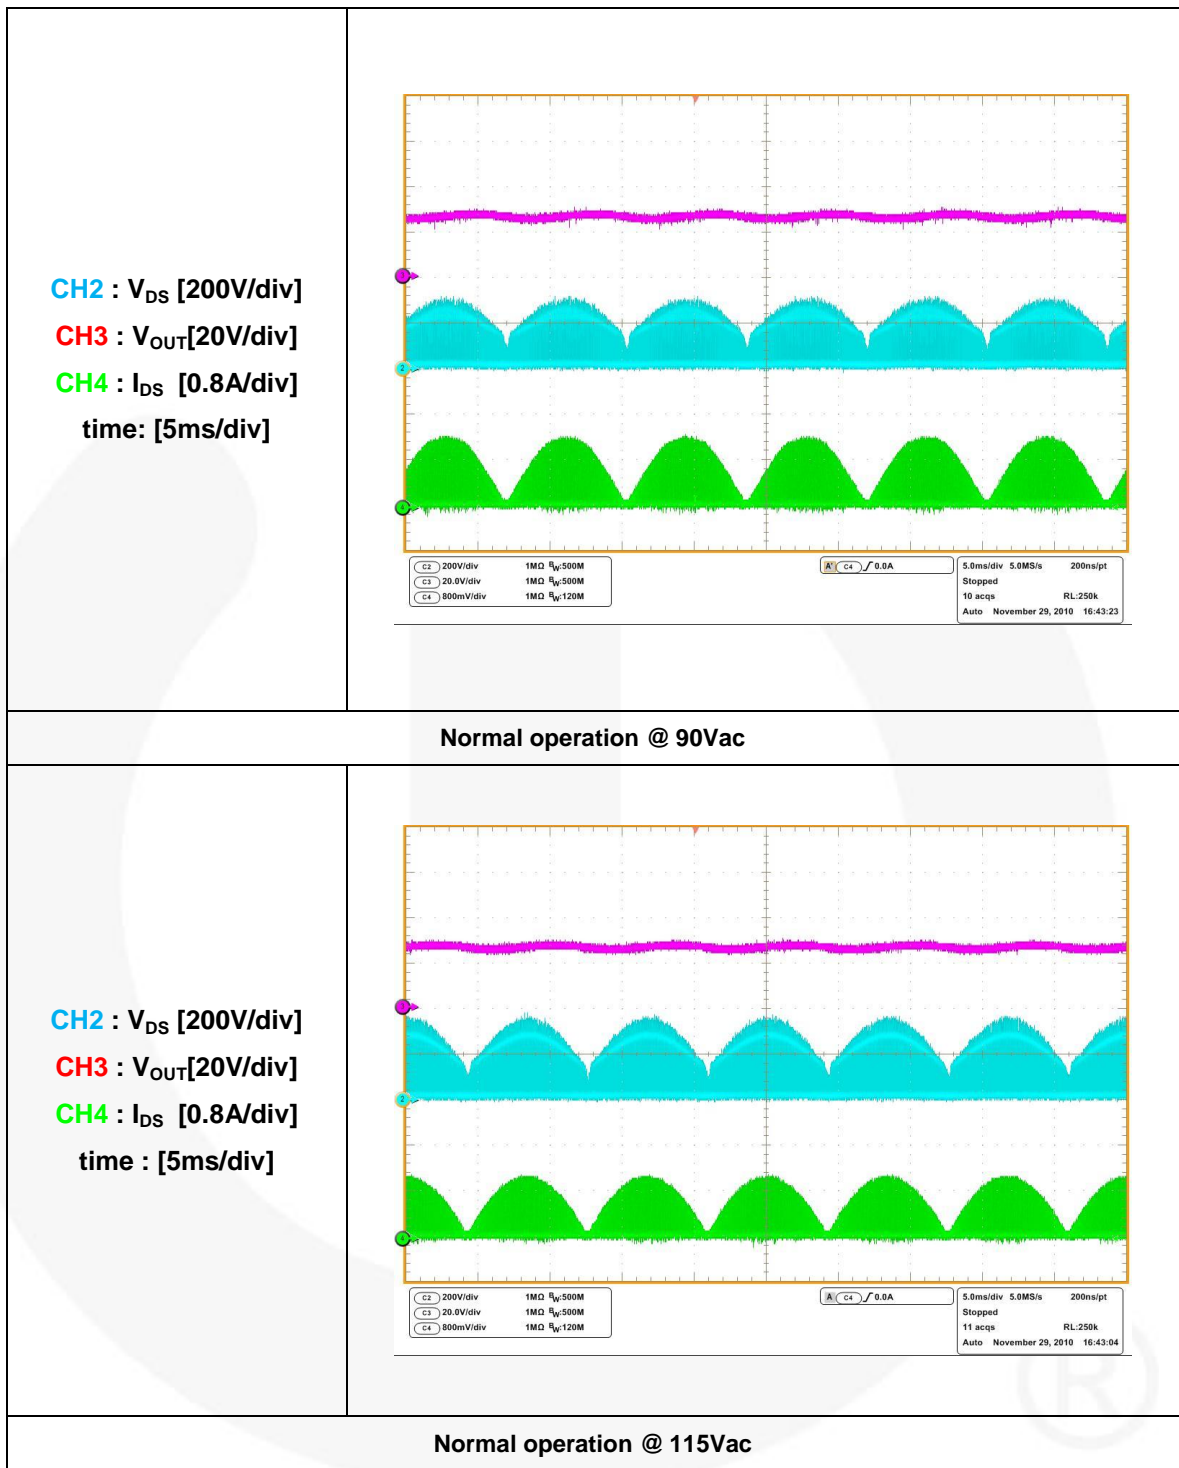 CH2 : VDS [200V/div]
CH3 : VOUT[20V/div]
CH4 : IDS [0.8A/div]
time: [5ms/div]
3
2
4
C2 200V/div 1MΩ BW:500M
C3 20.0V/div 1MΩ BW:500M
C4 800mV/div 1MΩ BW:120M
A' C4 0.0A
5.0ms/div 5.0MS/s 200ns/pt
Stopped
10 acqs RL:250k
Auto November 29, 2010 16:43:23
Normal operation @ 90Vac
CH2 : VDS [200V/div]
CH3 : VOUT[20V/div]
CH4 : IDS [0.8A/div]
time : [5ms/div]
3
2
4
C2 200V/div 1MΩ BW:500M
C3 20.0V/div 1MΩ BW:500M
C4 800mV/div 1MΩ BW:120M
A C4 0.0A
5.0ms/div 5.0MS/s 200ns/pt
Stopped
11 acqs RL:250k
Auto November 29, 2010 16:43:04
®
Normal operation @ 115Vac